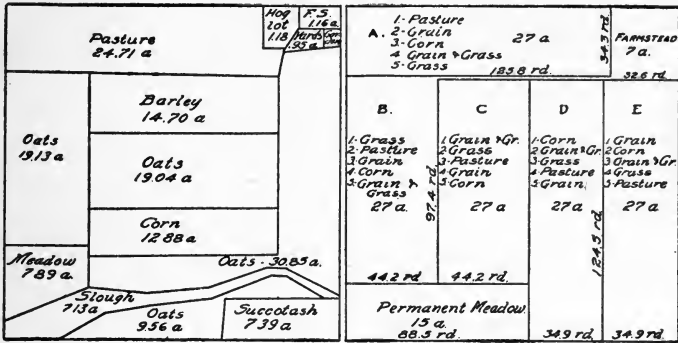 Pasture
24.71 a
Hog
lot
1.18
F.S.
1.16 a
.95 a
Barley
14.70 a
Oats
19.13 a
Oats
19.04 a
Corn
12.88 a
Meadow
7.89 a
Oats - 30.85 a.
Slough
7.13 a
Oats
9.56 a
Succotash
7.39 a
A.
1- Pasture
2- Grain
3- Corn
4 Grain & Grass
5- Grass
27 a
125.8 rd.
34.3 rd
FARMSTEAD
7 a.
32.6 rd.
B.
1- Grass
2- Pasture
3- Grain
4- Corn
5- Grain &
Grass
27 a.
97.4 rd.
44.2 rd
C
1 Grain & Gr.
2 Grass
3- Pasture
4- Grain
5- Corn
27 a
44.2 rd.
D
1- Corn
2 Grain & Gr.
3- Grass
4- Pasture
5- Grain.
27 a
124.5 rd.
34.9 rd.
E
1 Grain
2 Corn
3 Grain & Gr.
4 Grass
5- Pasture
27 a
34.9 rd.
Permanent Meadow
15 a.
88.5 rd.